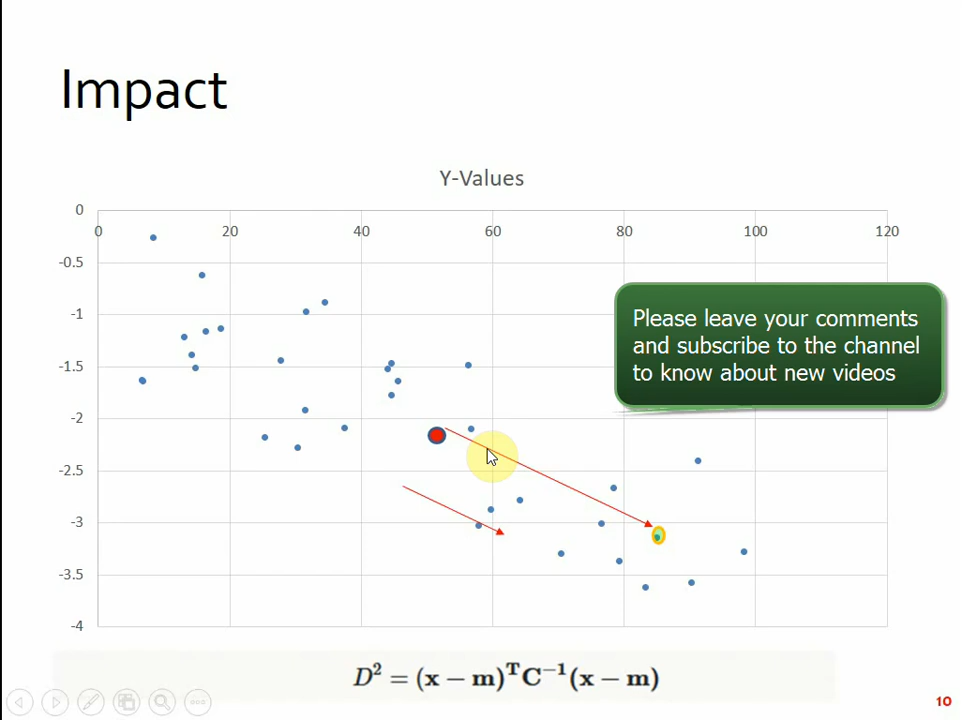 Impact
Y-Values
0
0 20 40 60 80 100 120
-0.5
-1
-1.5
-2
-2.5
-3
-3.5
-4
Please leave your comments
and subscribe to the channel
to know about new videos
D² = (x − m)ᵀC⁻¹(x − m)
10